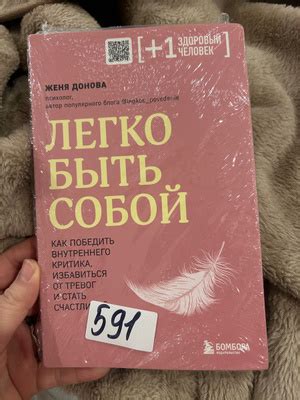 [+1 ЗДОРОВЫЙ
ЧЕЛОВЕК ]
ЖЕНЯ ДОНОВА
психолог,
автор популярного блога
ЛЕГКО
БЫТЬ
СОБОЙ
КАК ПОБЕДИТЬ
ВНУТРЕННЕГО
КРИТИКА,
ИЗБАВИТЬСЯ
ОТ ТРЕВОГ
И СТАТЬ
591
БОМБОРА
ИЗДАТЕЛЬСТВО